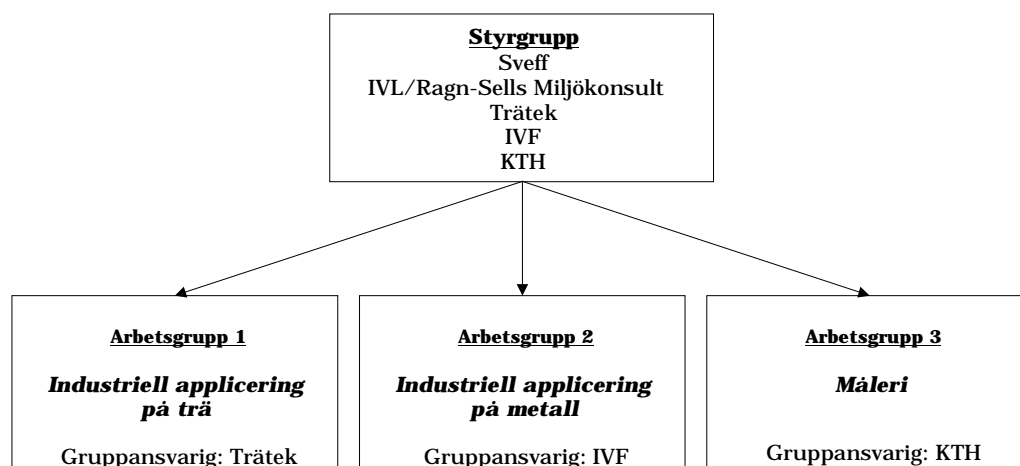 Styrgrupp
Sveff
IVL/Ragn-Sells Miljökonsult
Trätek
IVF
KTH
Arbetsgrupp 1
Industriell applicering
på trä
Gruppansvarig: Trätek
Arbetsgrupp 2
Industriell applicering
på metall
Gruppansvarig: IVF
Arbetsgrupp 3
Måleri
Gruppansvarig: KTH